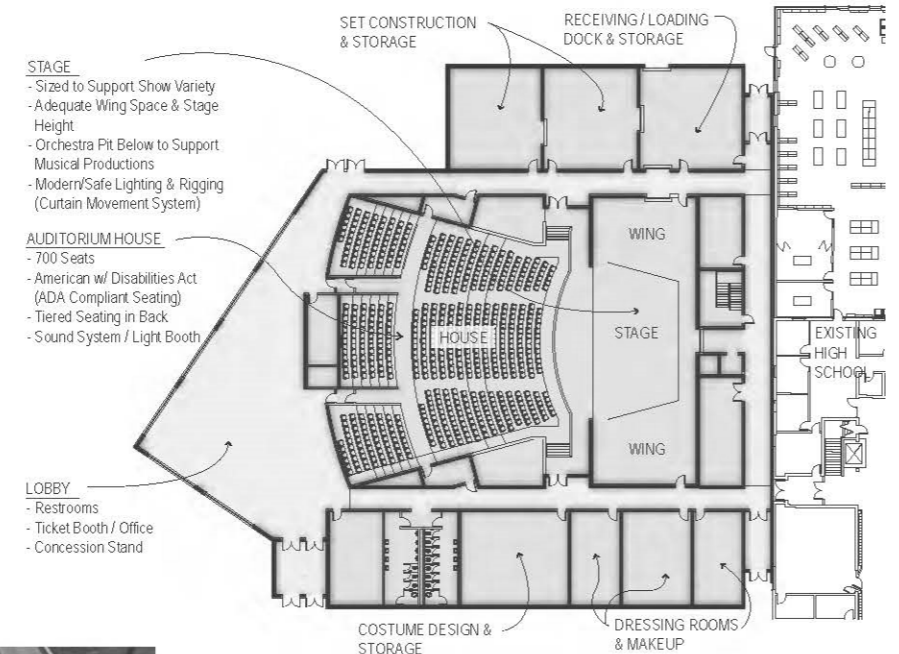 SET CONSTRUCTION
& STORAGE
RECEIVING / LOADING
DOCK & STORAGE
STAGE
- Sized to Support Show Variety
- Adequate Wing Space & Stage
Height
- Orchestra Pit Below to Support
Musical Productions
- Modern/Safe Lighting & Rigging
(Curtain Movement System)
AUDITORIUM HOUSE
- 700 Seats
- American w/ Disabilities Act
(ADA Compliant Seating)
- Tiered Seating in Back
- Sound System / Light Booth
LOBBY
- Restrooms
- Ticket Booth / Office
- Concession Stand
WING
HOUSE
STAGE
WING
EXISTING
HIGH
SCHOOL
COSTUME DESIGN &
STORAGE
DRESSING ROOMS
& MAKEUP